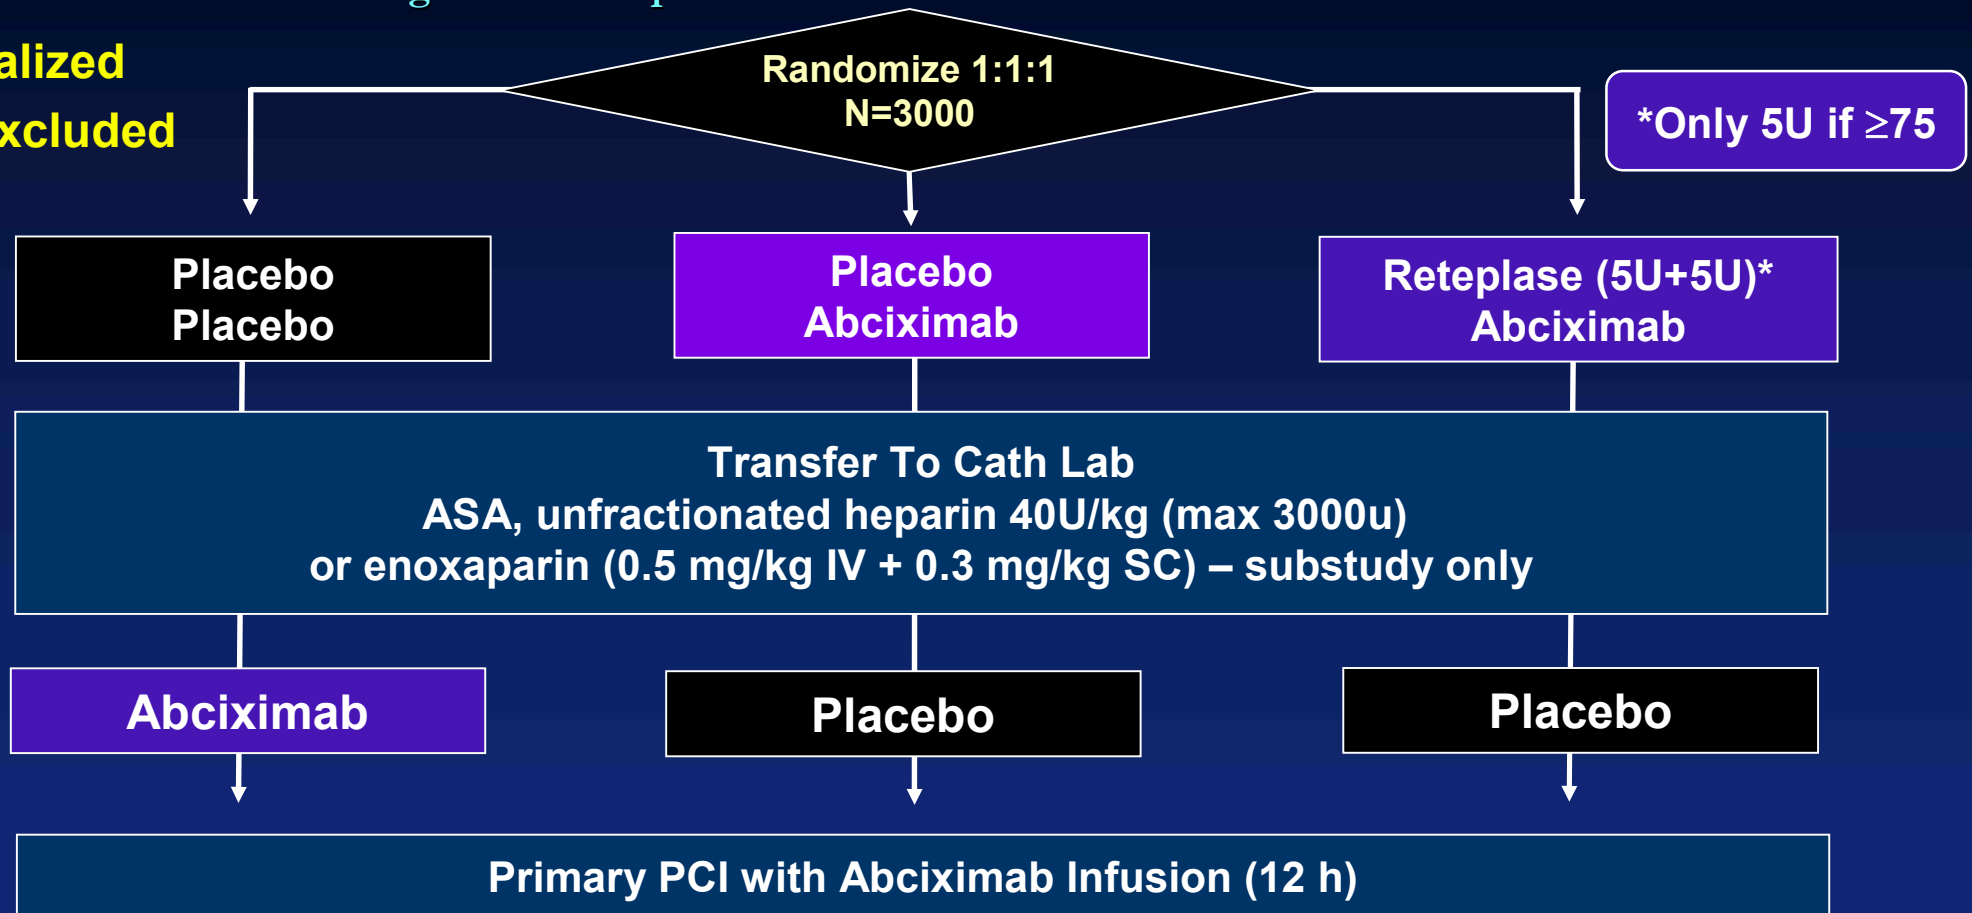 Randomize 1:1:1
N=3000
*Only 5U if ≥75
Placebo
Placebo
Placebo
Abciximab
Reteplase (5U+5U)*
Abciximab
Transfer To Cath Lab
ASA, unfractionated heparin 40U/kg (max 3000u)
or enoxaparin (0.5 mg/kg IV + 0.3 mg/kg SC) – substudy only
Abciximab
Placebo
Placebo
Primary PCI with Abciximab Infusion (12 h)